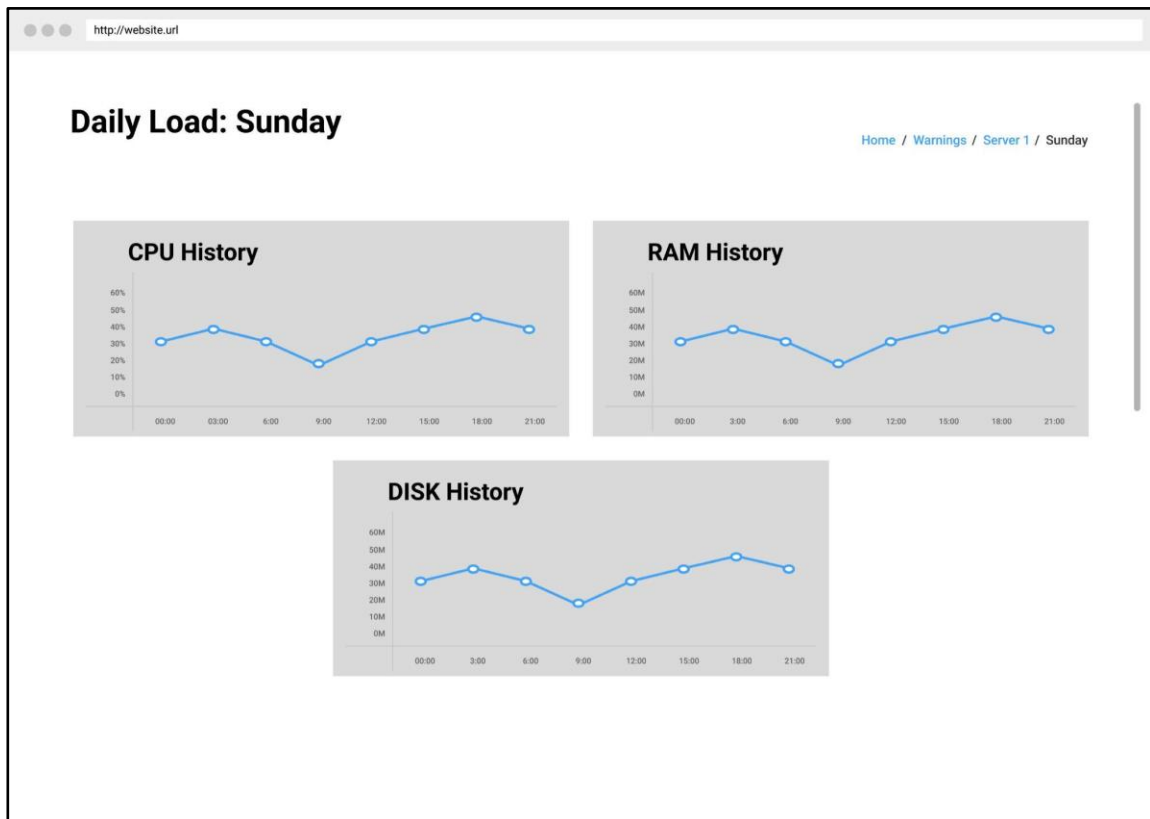 http://website.url
Daily Load: Sunday
Home / Warnings / Server 1 / Sunday
CPU History
60%
50%
40%
30%
20%
10%
0%
00:00 03:00 6:00 9:00 12:00 15:00 18:00 21:00
RAM History
60M
50M
40M
30M
20M
10M
0M
00:00 3:00 6:00 9:00 12:00 15:00 18:00 21:00
DISK History
60M
50M
40M
30M
20M
10M
0M
00:00 3:00 6:00 9:00 12:00 15:00 18:00 21:00